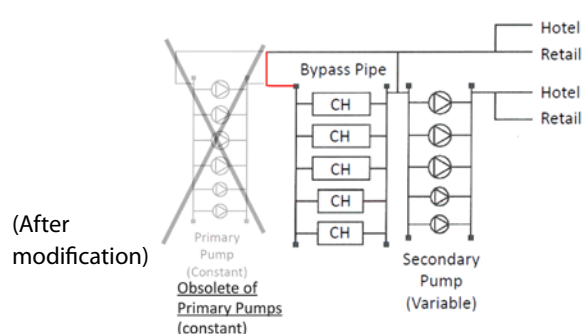 Hotel
Retail
Bypass Pipe
Hotel
Retail
CH
CH
CH
CH
CH
(After
modification)
Primary
Pump
(Constant)
Obsolete of
Primary Pumps
(constant)
Secondary
Pump
(Variable)